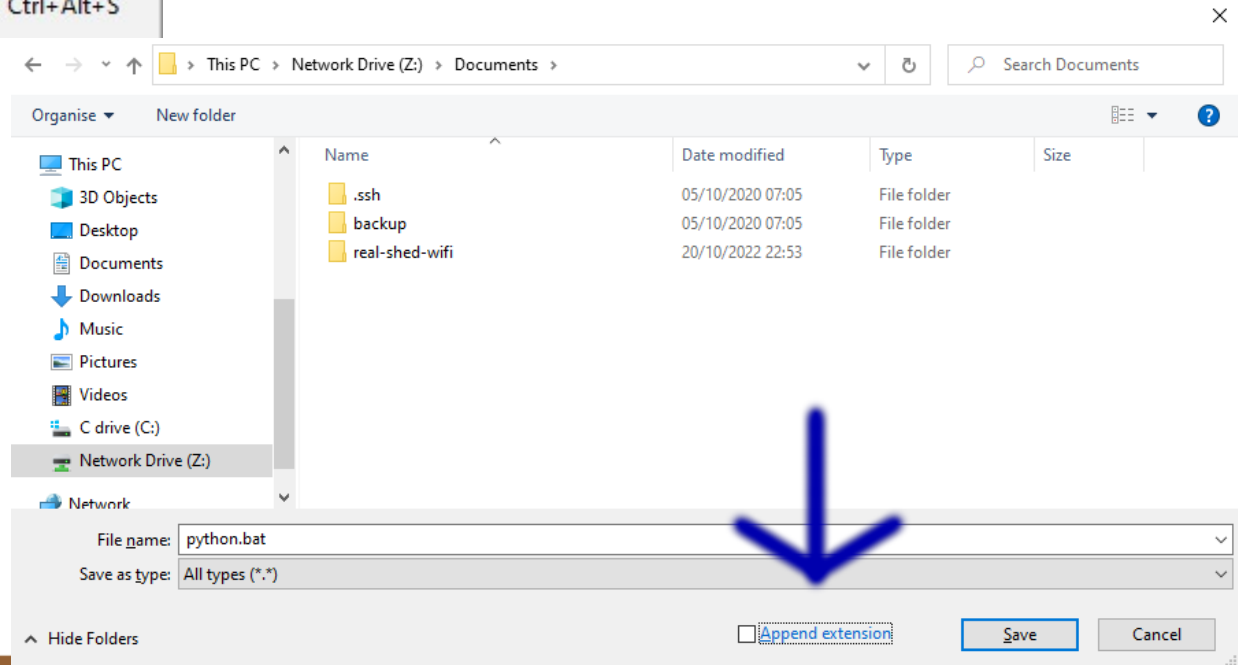 Ctrl+Alt+S
This PC > Network Drive (Z:) > Documents >
Search Documents
Organise
New folder
Name Date modified Type Size
This PC
3D Objects
Desktop
Documents
Downloads
Music
Pictures
Videos
C drive (C:)
Network Drive (Z:)
Network
.ssh 05/10/2020 07:05 File folder
backup 05/10/2020 07:05 File folder
real-shed-wifi 20/10/2022 22:53 File folder
File name: python.bat
Save as type: All types (*.*)
Hide Folders
Append extension
Save
Cancel